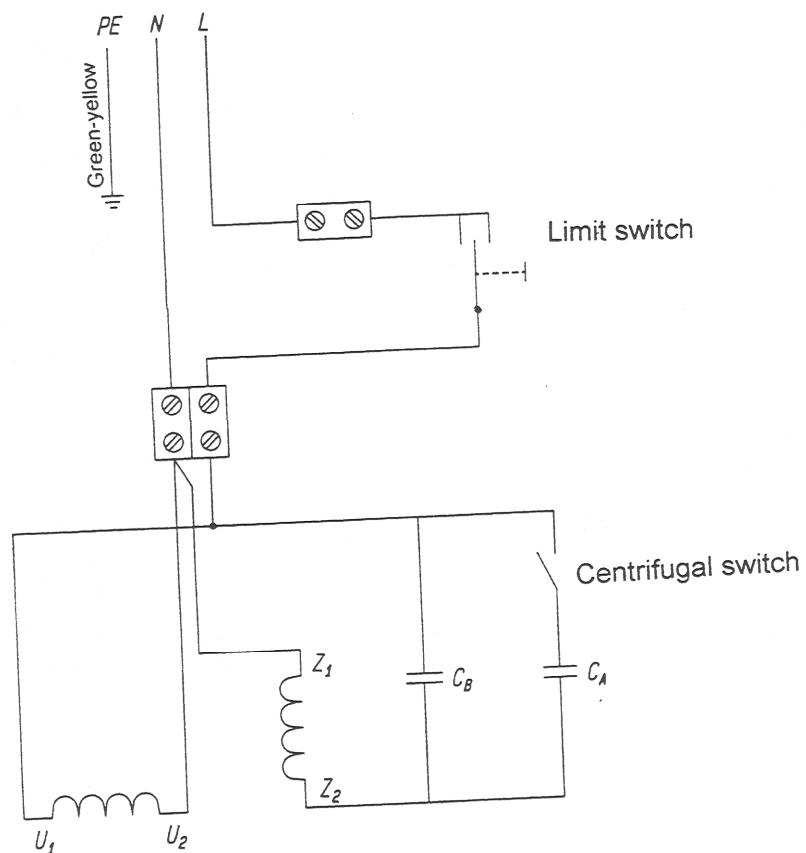 PE N L
Green-yellow
Limit switch
Centrifugal switch
Z1
CB
CA
Z2
U1
U2